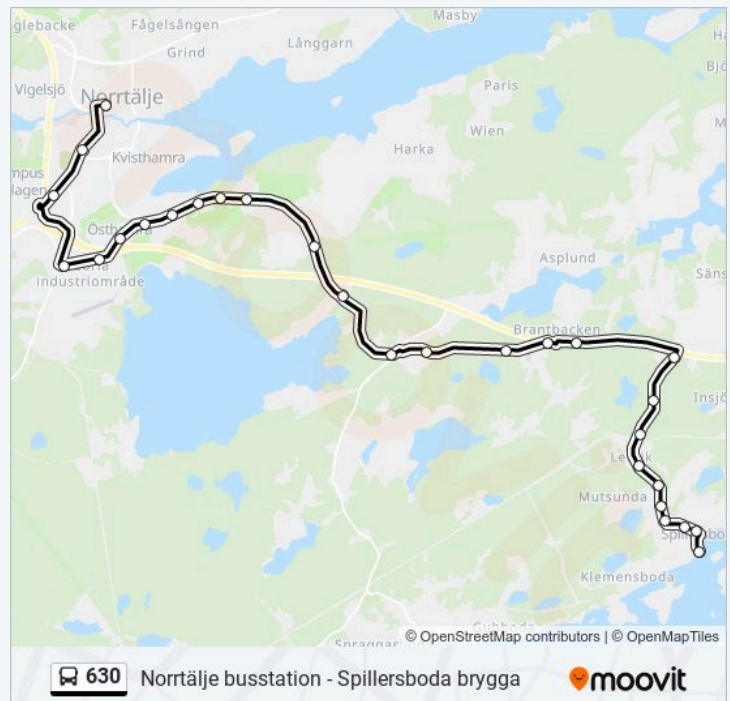 Masby
Fågelsången
Långgarn
Grind
Vigelsjö
Norrtälje
Paris
Wien
Harka
Kvisthamra
Asplund
industriområde
Brantbacken
Mutsunda
Klemensboda
© OpenStreetMap contributors | © OpenMapTiles
630 Norrtälje busstation - Spillersboda brygga moovit